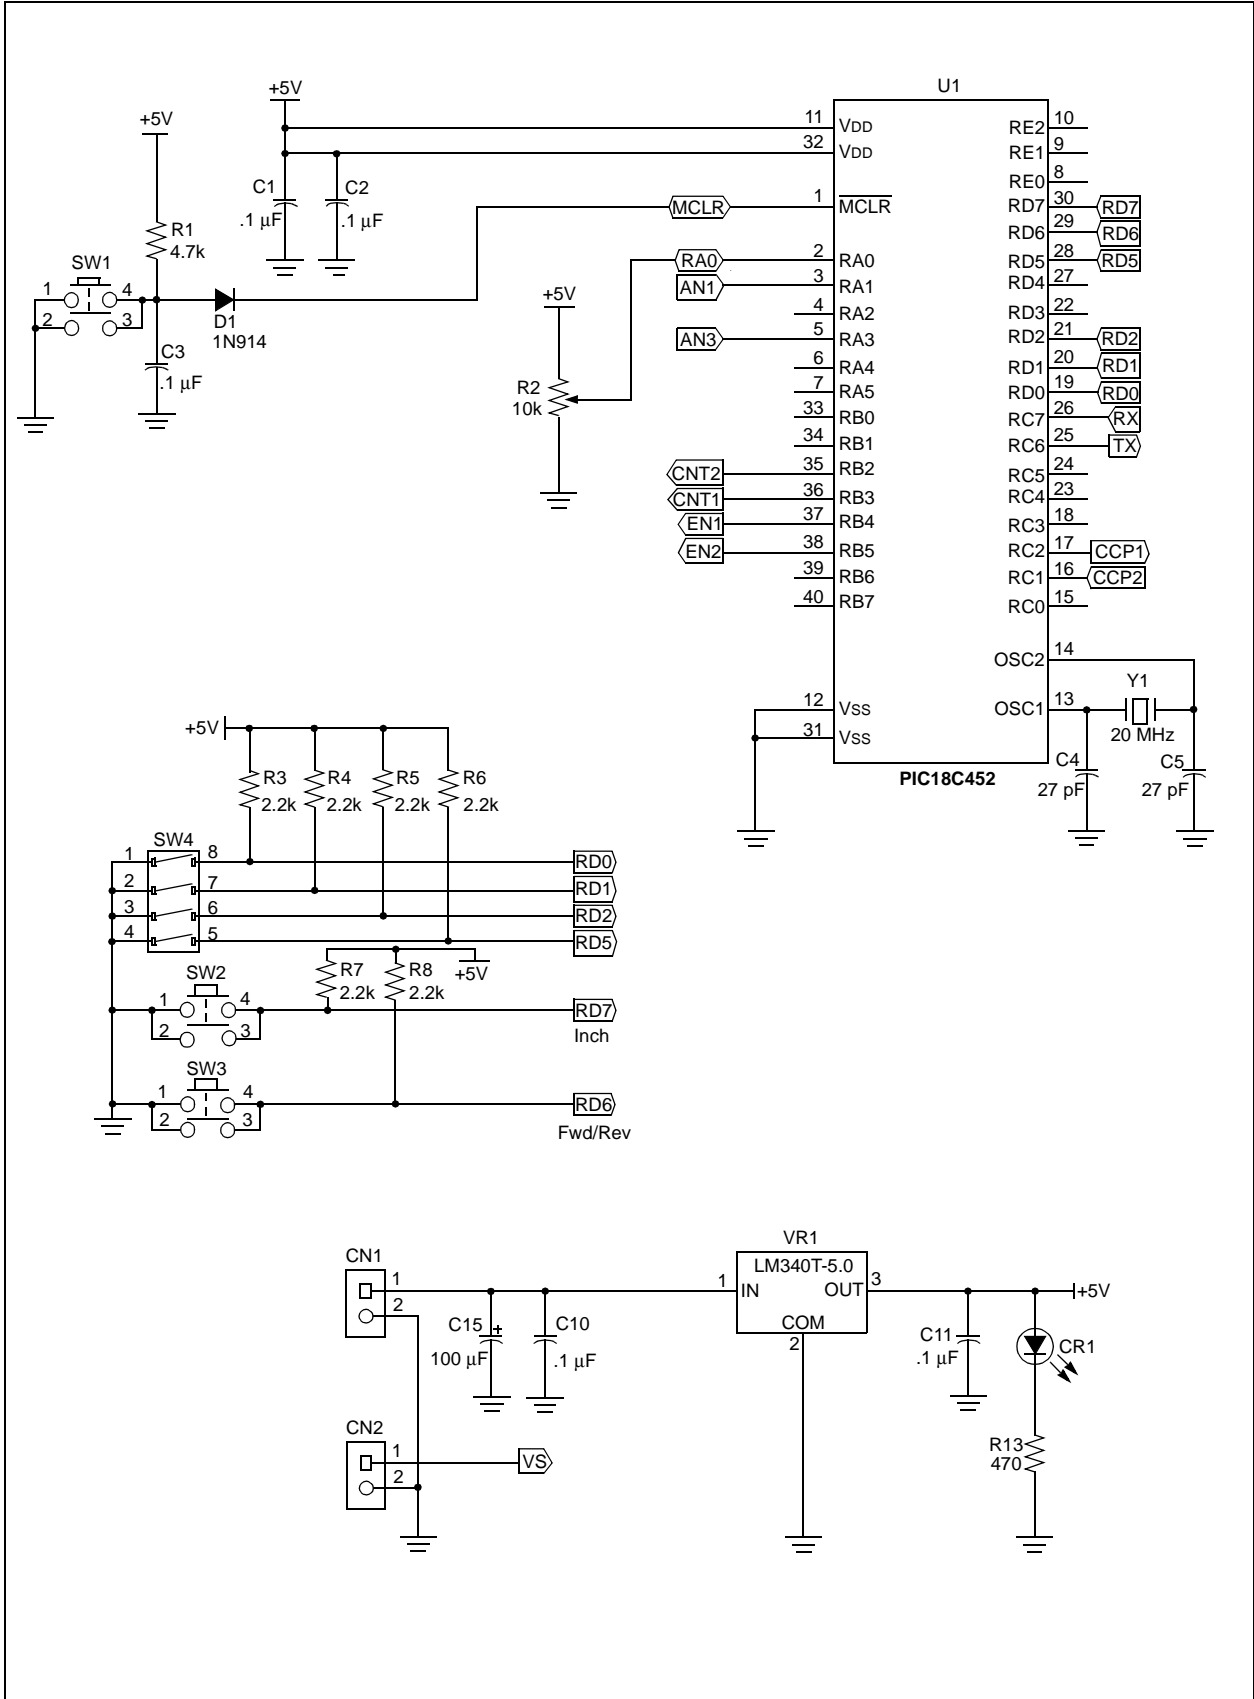 +5V
+5V
R1
4.7k
C1
.1 µF
C2
.1 µF
SW1
1
2
4
3
D1
1N914
C3
.1 µF
MCLR
RA0
AN1
AN3
+5V
R2
10k
CNT2
CNT1
EN1
EN2
U1
11 VDD
32 VDD
1 MCLR
2 RA0
3 RA1
4 RA2
5 RA3
6 RA4
7 RA5
33 RB0
34 RB1
35 RB2
36 RB3
37 RB4
38 RB5
39 RB6
40 RB7
12 VSS
31 VSS
RE2 10
RE1 9
RE0 8
RD7 30 RD7
RD6 29 RD6
RD5 28 RD5
RD4 27
RD3 22
RD2 21 RD2
RD1 20 RD1
RD0 19 RD0
RC7 26 RX
RC6 25 TX
RC5 24
RC4 23
RC3 18
RC2 17 CCP1
RC1 16 CCP2
RC0 15
OSC2 14
OSC1 13
PIC18C452
Y1
20 MHz
C4
27 pF
C5
27 pF
+5V
R3
2.2k
R4
2.2k
R5
2.2k
R6
2.2k
SW4
1 8 RD0
2 7 RD1
3 6 RD2
4 5 RD5
R7
2.2k
R8
2.2k
+5V
SW2
1 4 RD7
2 3
Inch
SW3
1 4 RD6
2 3
Fwd/Rev
CN1
1
2
C15
+
100 µF
C10
.1 µF
VR1
LM340T-5.0
1 IN
OUT 3
COM
2
C11
.1 µF
+5V
CR1
R13
470
CN2
1 VS
2